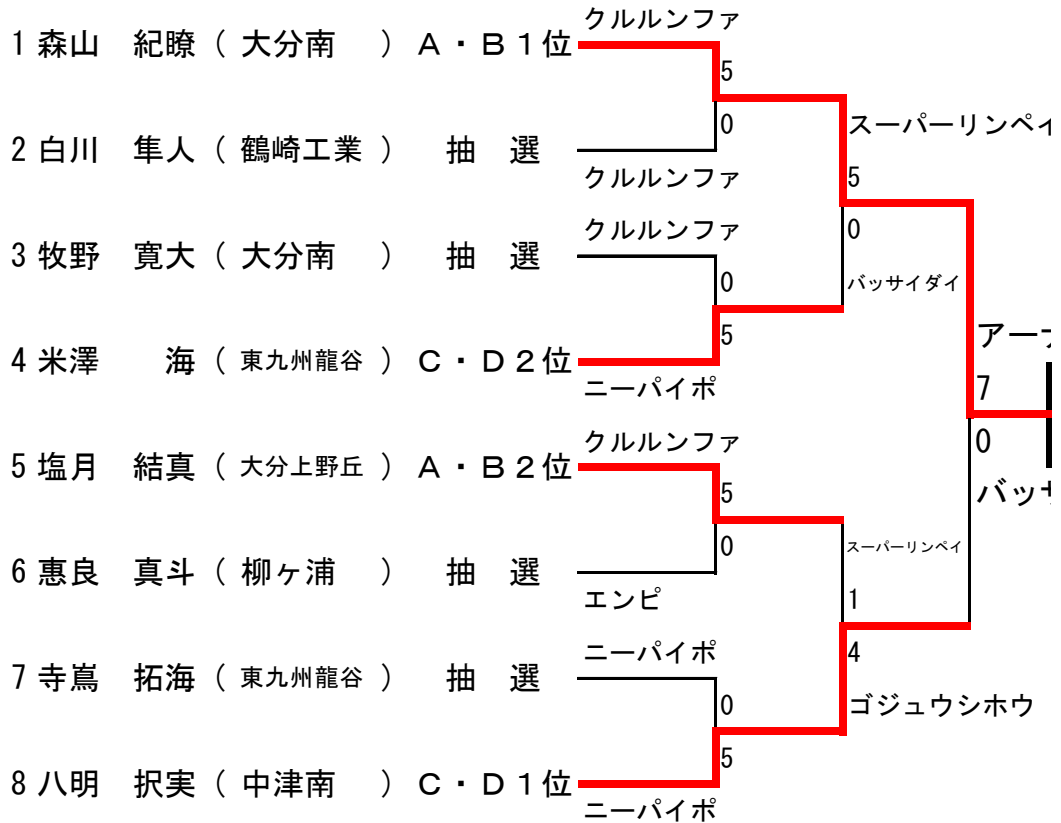 クルルンファ
1 森山 紀瞭 ( 大分南 ) A・B1位
5
0
スーパーリンペイ
2 白川 隼人 ( 鶴崎工業 ) 抽 選
クルルンファ
5
クルルンファ
0
3 牧野 寛大 ( 大分南 ) 抽 選
0
バッサイダイ
5
アー
4 米澤 海 ( 東九州龍谷 ) C・D2位
ニーパイポ
7
クルルンファ
0
5 塩月 結真 ( 大分上野丘 ) A・B2位
5
バッ
0
スーパーリンペイ
6 惠良 真斗 ( 柳ヶ浦 ) 抽 選
エンピ
1
ニーパイポ
4
7 寺嶌 拓海 ( 東九州龍谷 ) 抽 選
0
ゴジュウシホウ
5
8 八明 択実 ( 中津南 ) C・D1位
ニーパイポ